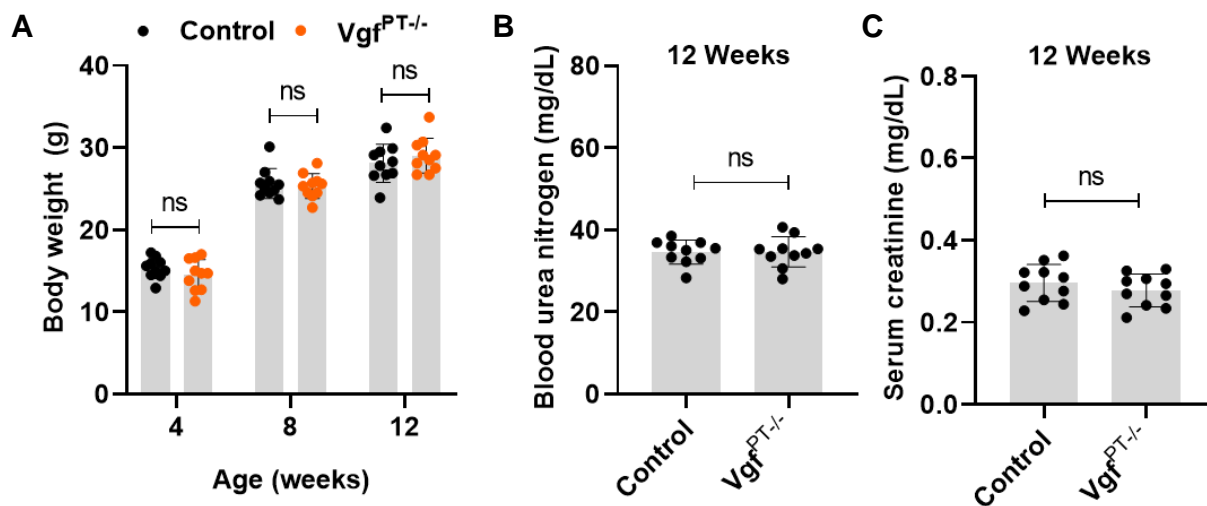 A
Control
Vgf^PT-/-
Body weight (g)
40
30
20
10
0
ns
ns
ns
4
8
12
Age (weeks)
B
12 Weeks
Blood urea nitrogen (mg/dL)
80
60
40
20
0
ns
Control
Vgf^PT-/-
C
12 Weeks
Serum creatinine (mg/dL)
0.8
0.6
0.4
0.2
0.0
ns
Control
Vgf^PT-/-